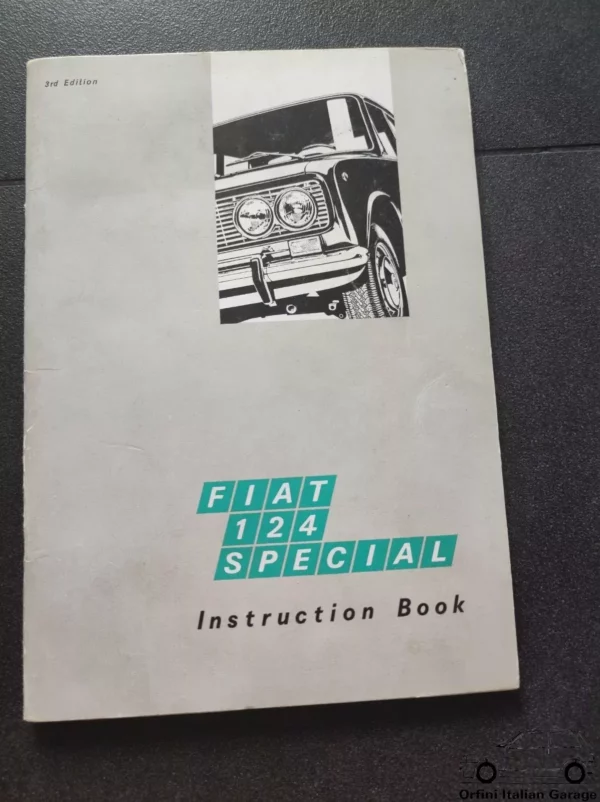 3rd Edition
FIAT
124
SPECIAL
Instruction Book
Orfini Italian Garage